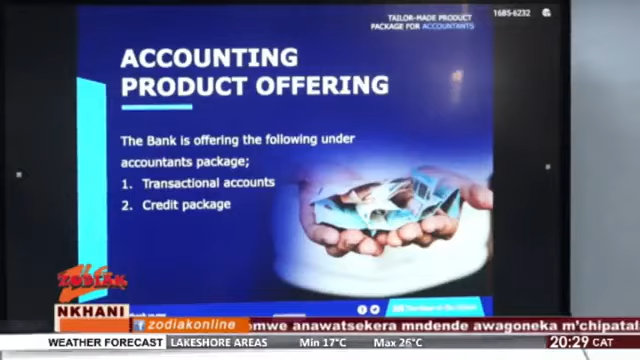 TAILOR-MADE PRODUCT
PACKAGE FOR ACCOUNTANTS
1685-6232
ACCOUNTING
PRODUCT OFFERING
The Bank is offering the following under
accountants package;
1. Transactional accounts
2. Credit package
ZODIAK
NKHANI
zodiakonline
omwe anawatsekera mndende awagoneka m'chipatal
WEATHER FORECAST LAKESHORE AREAS Min 17°C Max 26°C 20:29 CAT